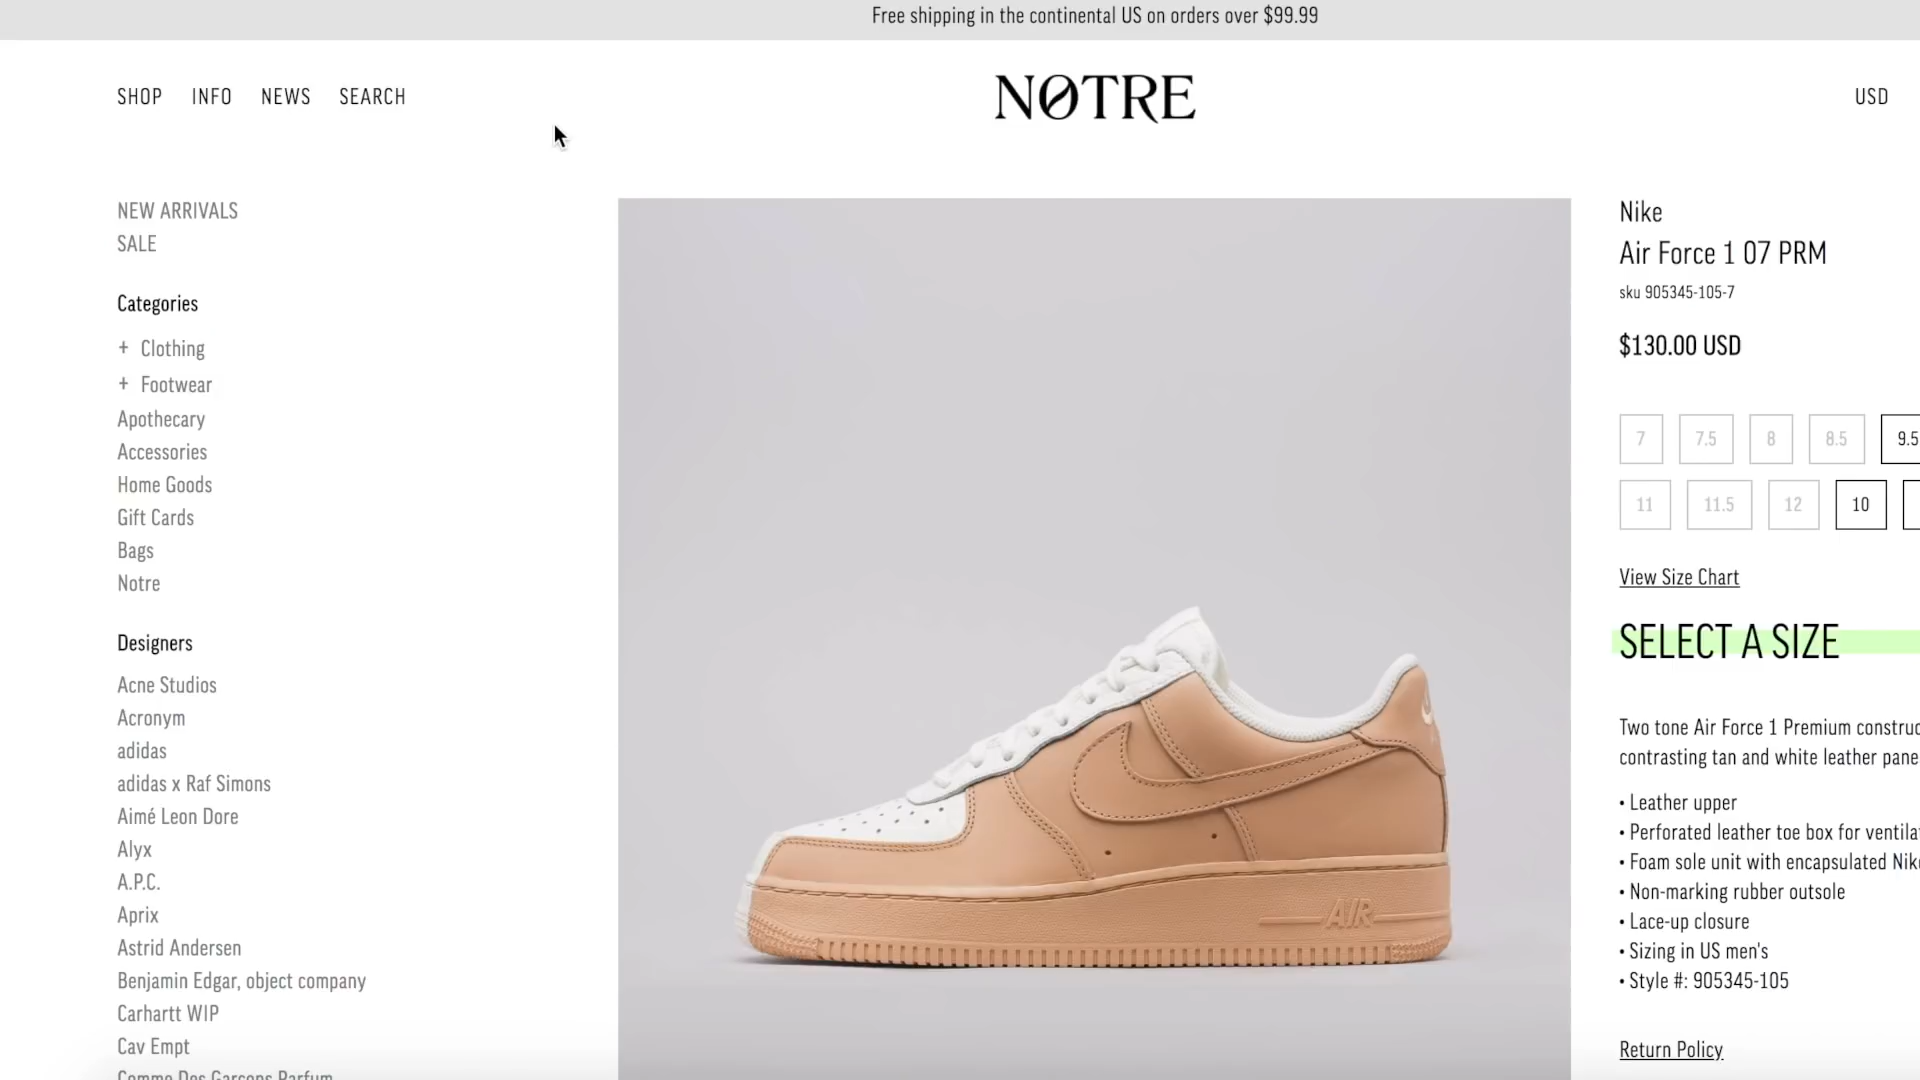 Free shipping in the continental US on orders over $99.99
SHOP INFO NEWS SEARCH
NØTRE
USD
NEW ARRIVALS
SALE
Categories
+ Clothing
+ Footwear
Apothecary
Accessories
Home Goods
Gift Cards
Bags
Notre
Designers
Acne Studios
Acronym
adidas
adidas x Raf Simons
Aimé Leon Dore
Alyx
A.P.C.
Aprix
Astrid Andersen
Benjamin Edgar, object company
Carhartt WIP
Cav Empt
Comme Des Garçons Parfum
AIR
Nike
Air Force 1 07 PRM
sku 905345-105-7
$130.00 USD
7 7.5 8 8.5 9.5
11 11.5 12 10
View Size Chart
SELECT A SIZE
Two tone Air Force 1 Premium
contrasting tan and white leather
• Leather upper
• Perforated leather toe box for
• Foam sole unit with encapsulated
• Non-marking rubber outsole
• Lace-up closure
• Sizing in US men's
• Style #: 905345-105
Return Policy